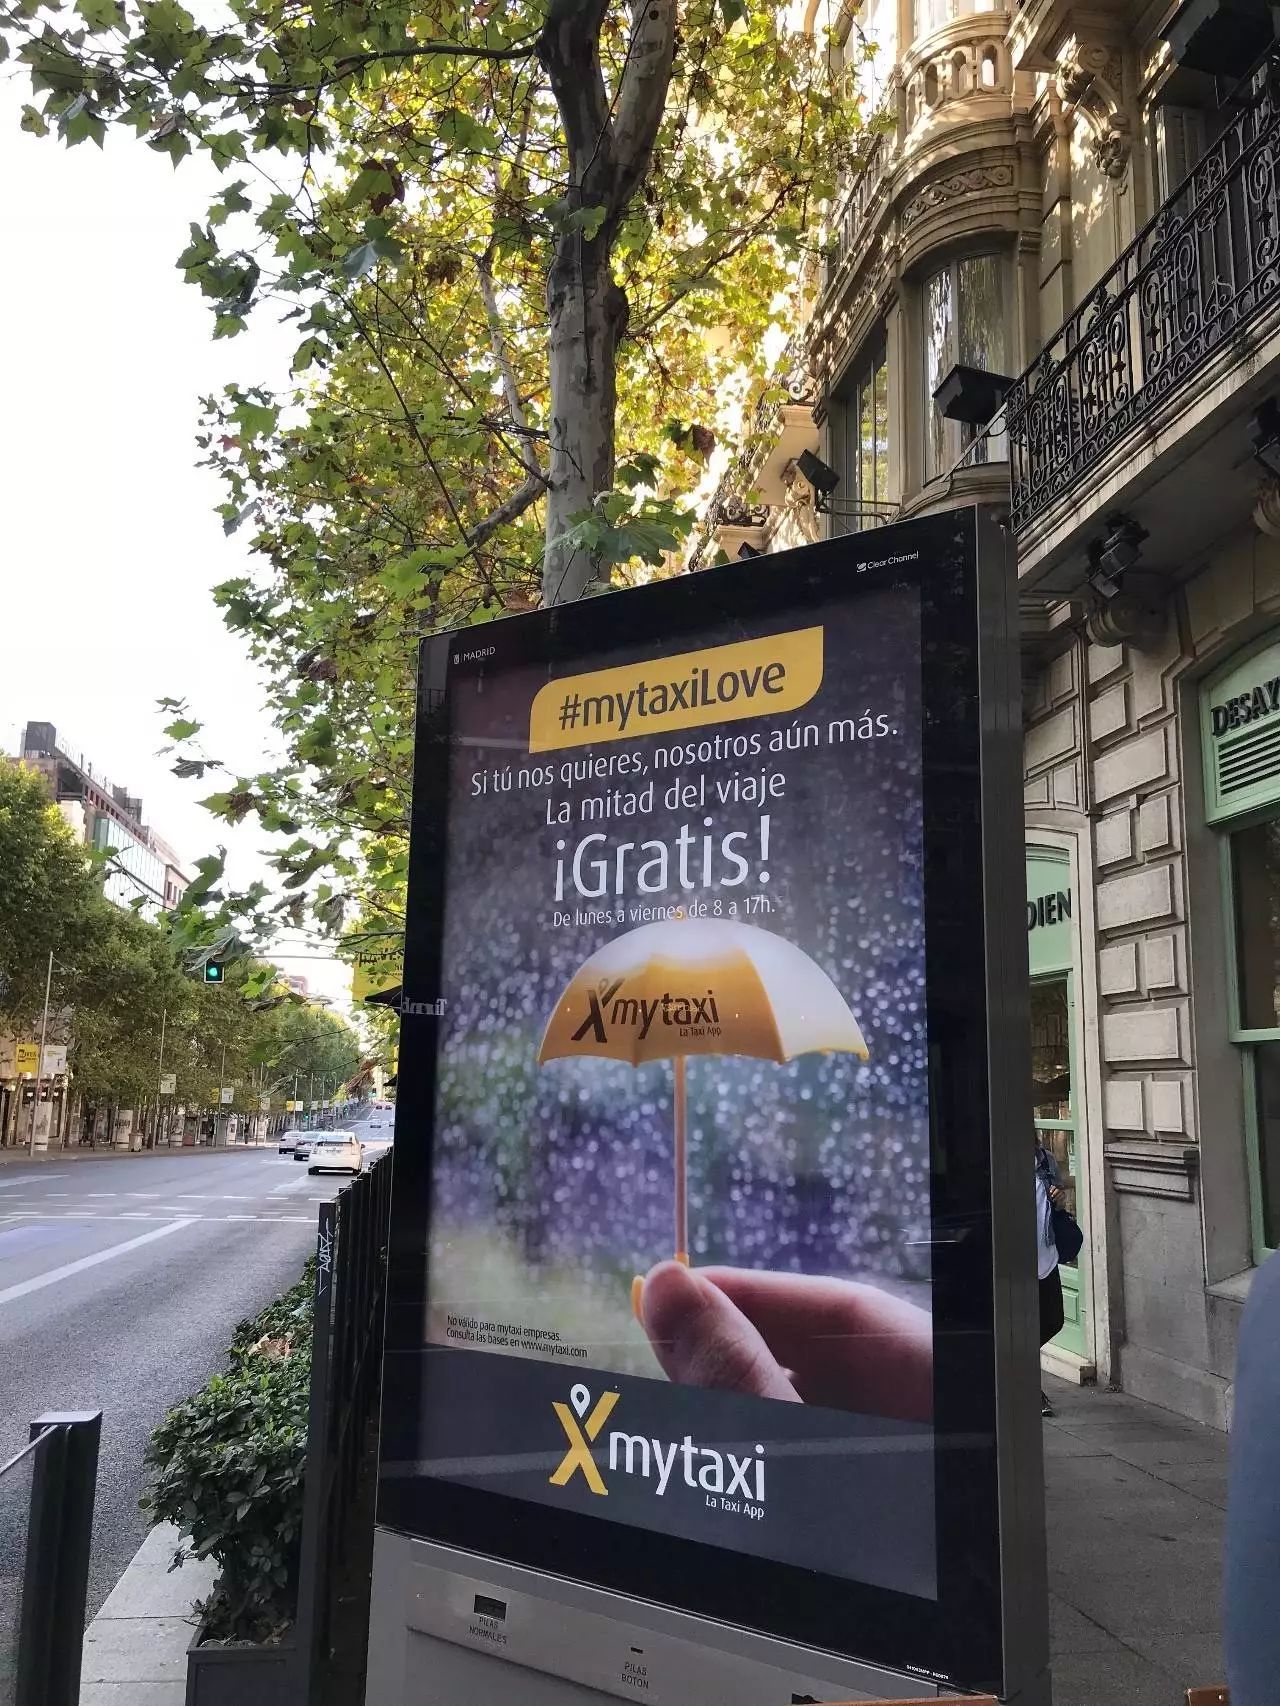 Clear Channel
MADRID
#mytaxiLove
Si tú nos quieres, nosotros aún más.
La mitad del viaje
¡Gratis!
De lunes a viernes de 8 a 17h.
mytaxi
La Taxi App
No válido para mytaxi empresas.
Consulta las bases en www.mytaxi.com
mytaxi
La Taxi App
PILAS
NORMALES
PILAS
BOTON
DESAY
DIEN